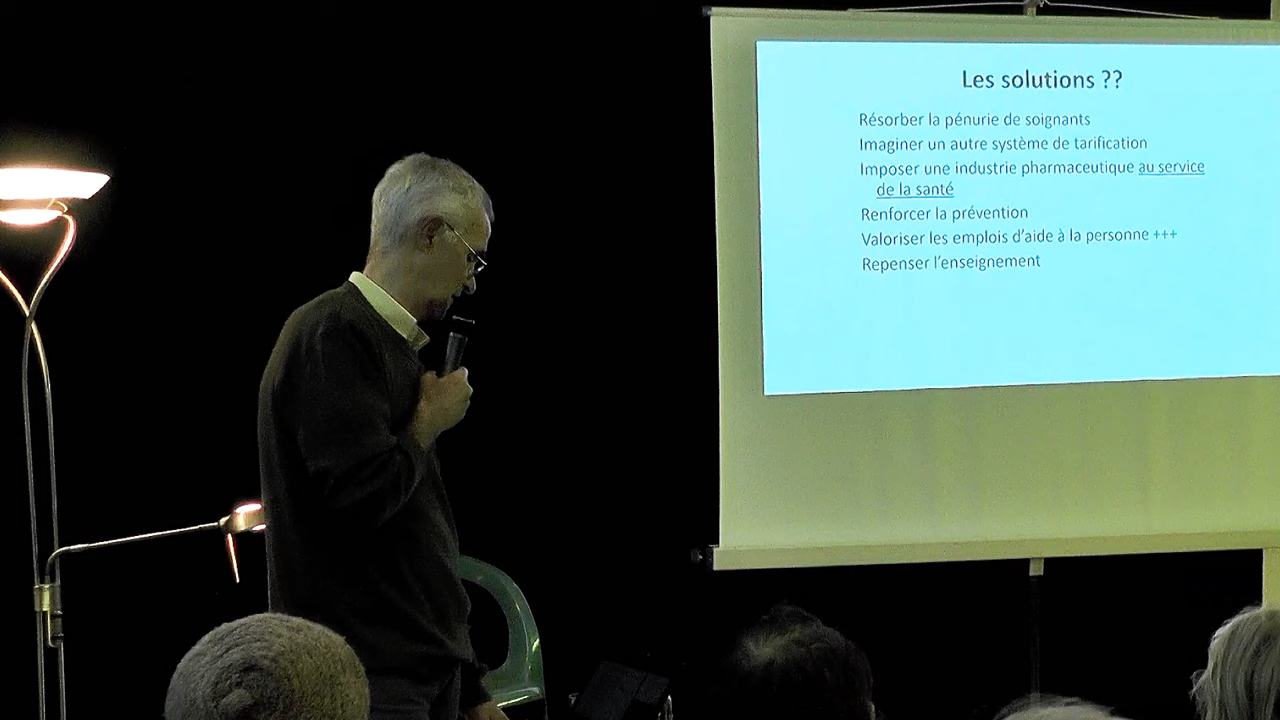 Les solutions ??
Résorber la pénurie de soignants
Imaginer un autre système de tarification
Imposer une industrie pharmaceutique au service
de la santé
Renforcer la prévention
Valoriser les emplois d'aide à la personne +++
Repenser l'enseignement